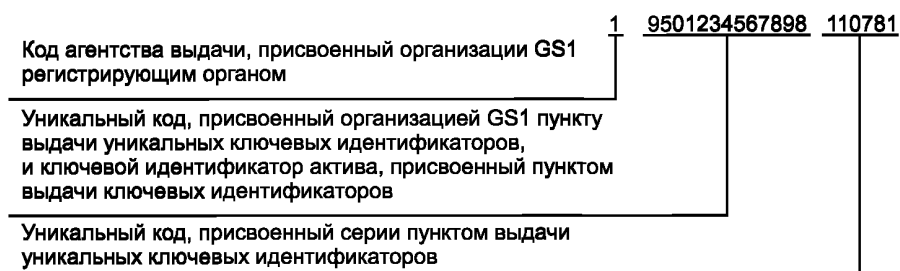 1 9501234567898 110781
Код агентства выдачи, присвоенный организации GS1
регистрирующим органом
Уникальный код, присвоенный организацией GS1 пункту
выдачи уникальных ключевых идентификаторов,
и ключевой идентификатор актива, присвоенный пунктом
выдачи ключевых идентификаторов
Уникальный код, присвоенный серии пунктом выдачи
уникальных ключевых идентификаторов